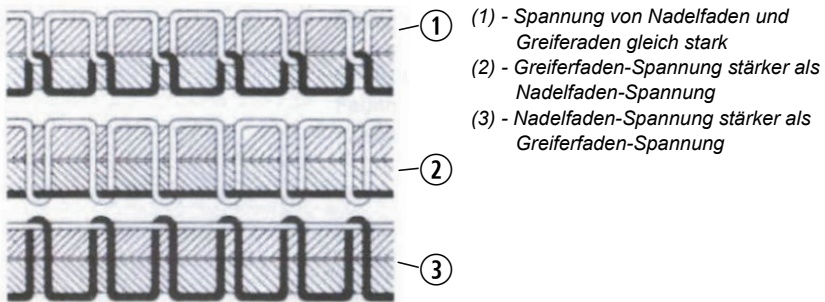 1
2
3
(1) - Spannung von Nadelfaden und
Greiferaden gleich stark
(2) - Greiferfaden-Spannung stärker als
Nadelfaden-Spannung
(3) - Nadelfaden-Spannung stärker als
Greiferfaden-Spannung